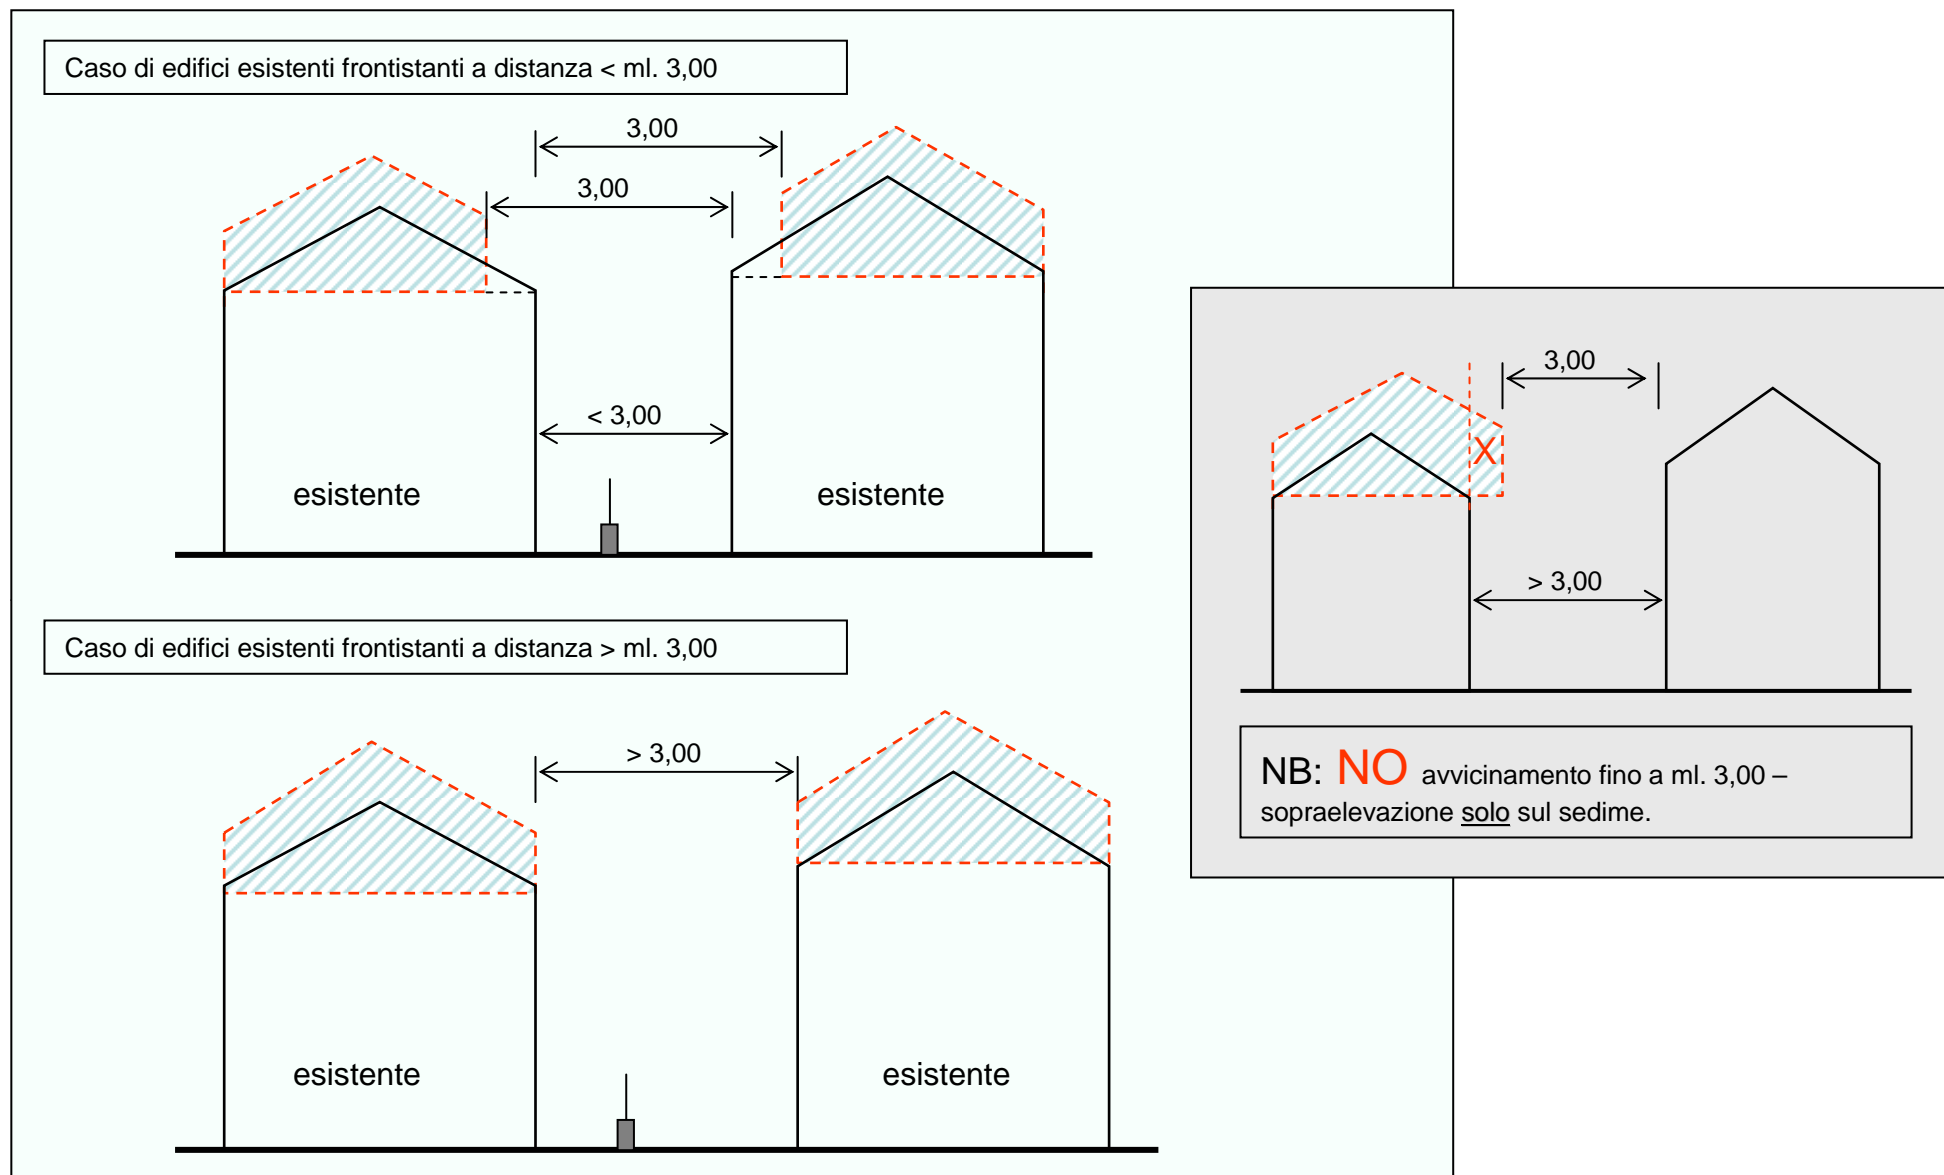 Caso di edifici esistenti frontistanti a distanza < ml. 3,00
3,00
3,00
< 3,00
esistente
esistente
Caso di edifici esistenti frontistanti a distanza > ml. 3,00
> 3,00
esistente
esistente
3,00
X
> 3,00
NB: NO avvicinamento fino a ml. 3,00 –
sopraelevazione solo sul sedime.